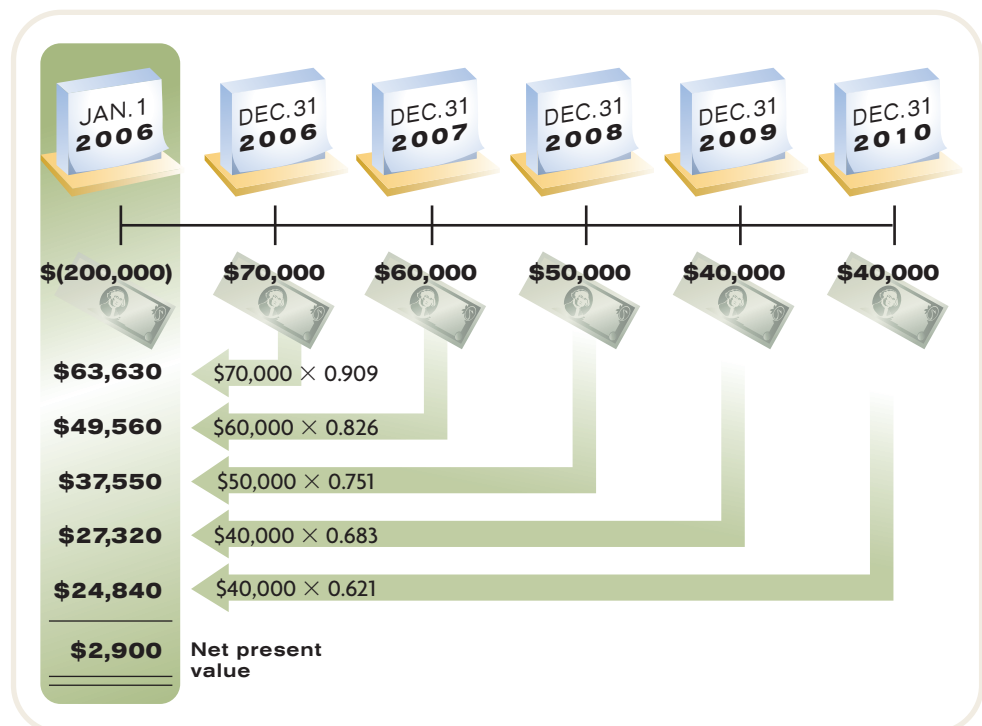 JAN. 1
2006
DEC. 31
2006
DEC. 31
2007
DEC. 31
2008
DEC. 31
2009
DEC. 31
2010
$(200,000) $70,000 $60,000 $50,000 $40,000 $40,000
$63,630 $70,000 × 0.909
$49,560 $60,000 × 0.826
$37,550 $50,000 × 0.751
$27,320 $40,000 × 0.683
$24,840 $40,000 × 0.621
$2,900 Net present
value